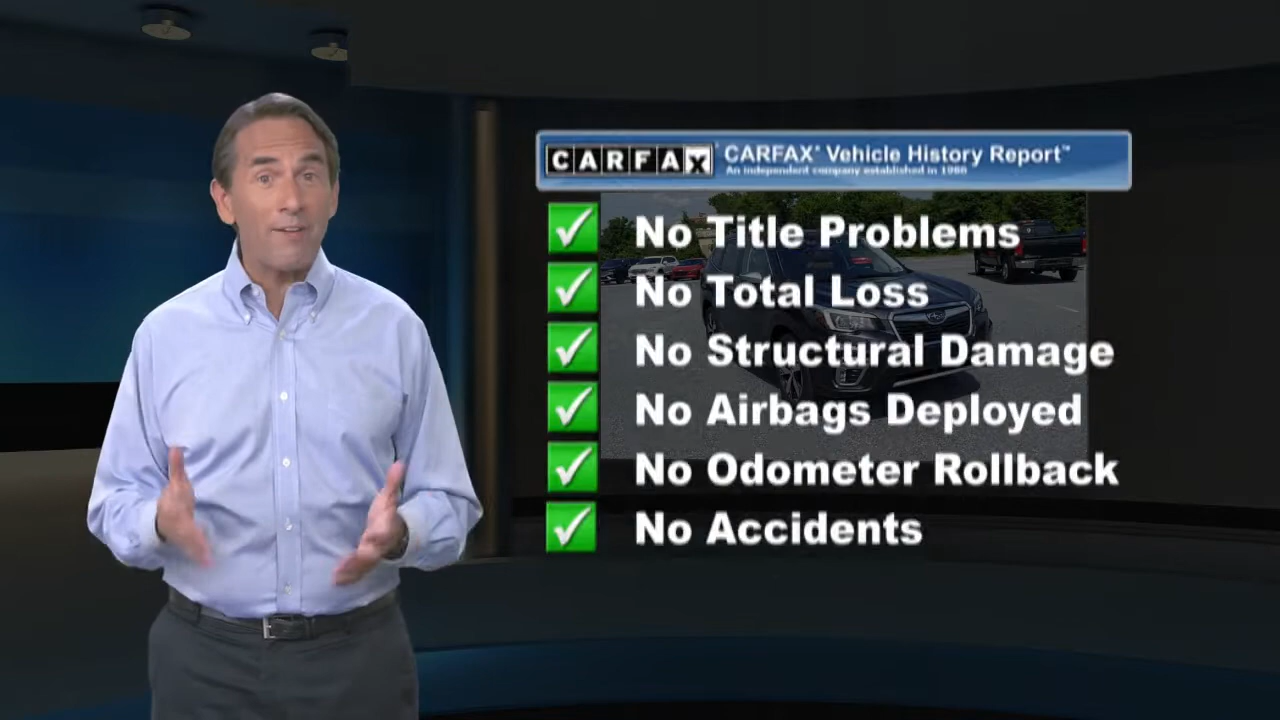 CARFAX CARFAX® Vehicle History Report™
An independent company established in 1986
No Title Problems
No Total Loss
No Structural Damage
No Airbags Deployed
No Odometer Rollback
No Accidents